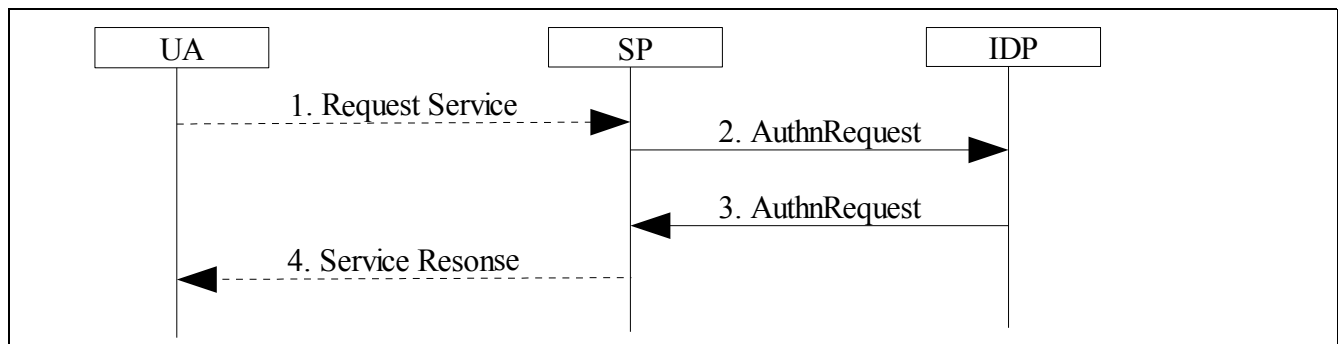 UA
SP
IDP
1. Request Service
2. AuthnRequest
3. AuthnRequest
4. Service Resonse